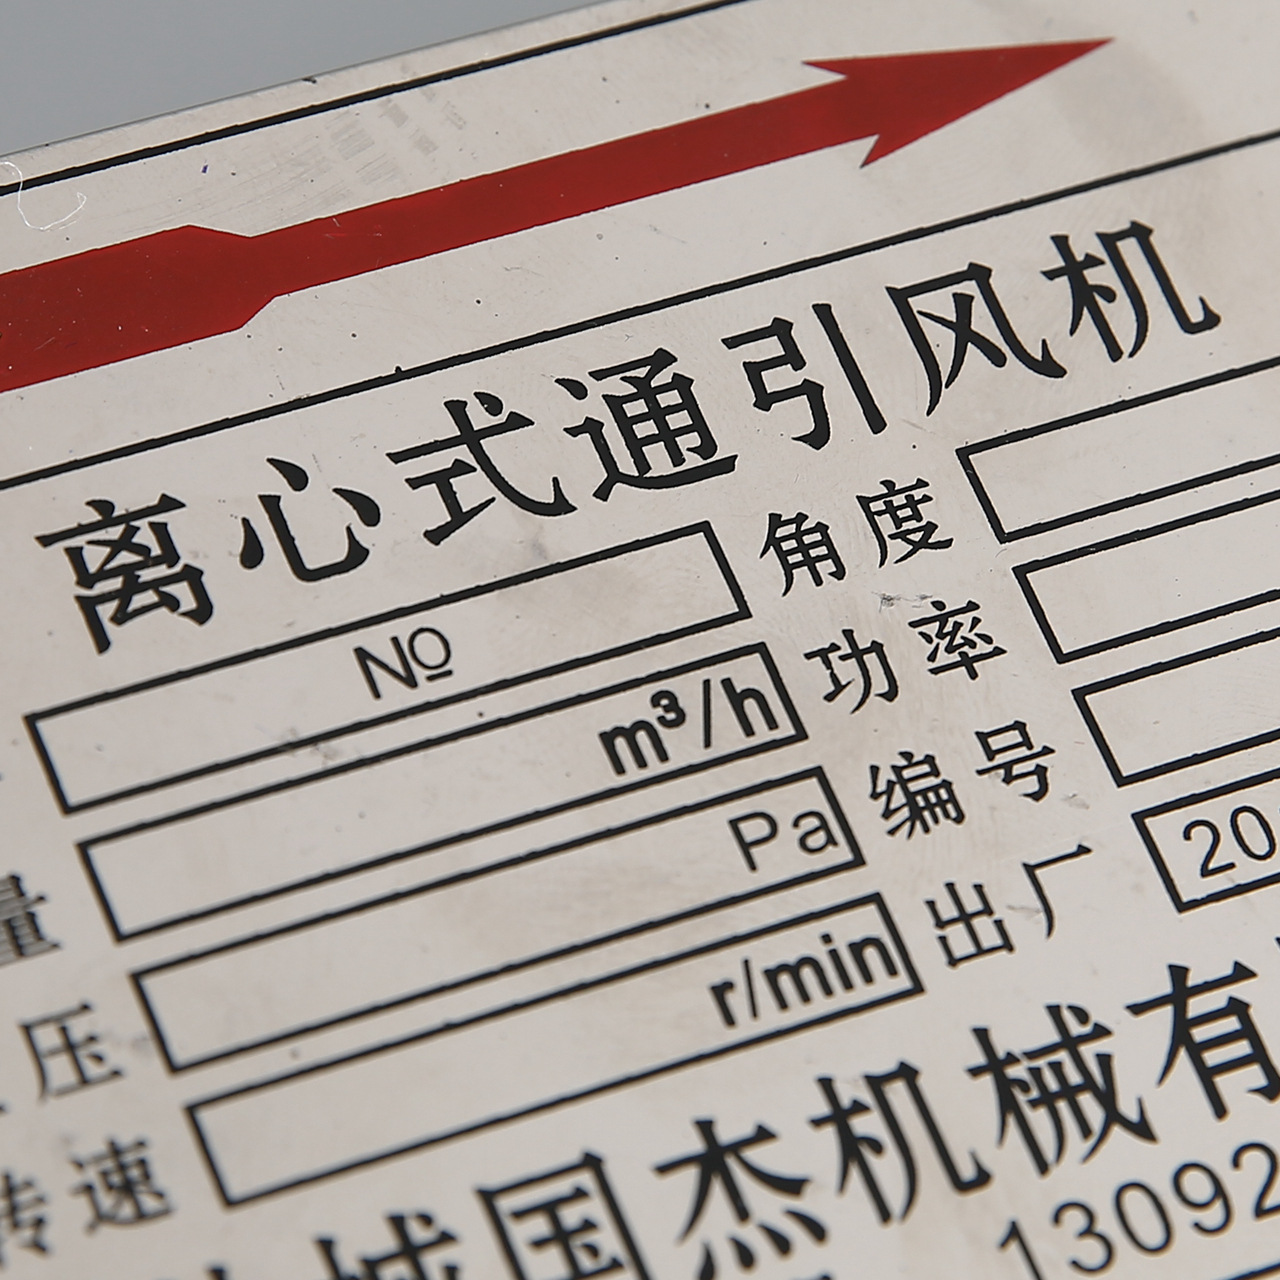 离心式通引风机
№ 角度
m³/h 功率
量 Pa 编号
压 r/min 出厂 20
转速
城国杰机械有
13092